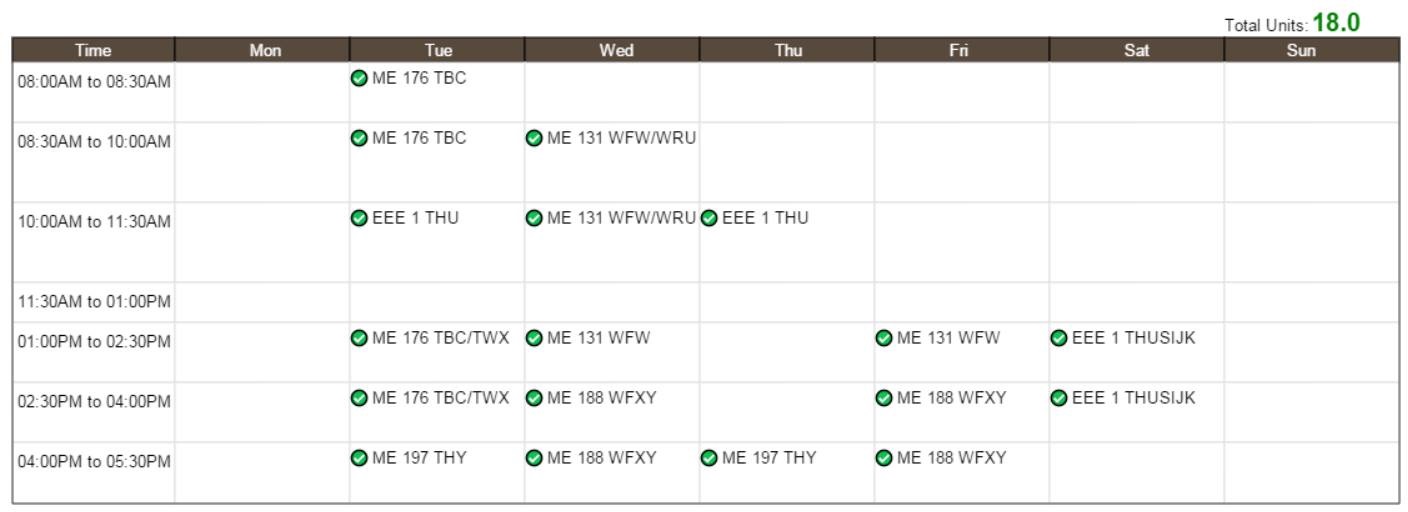 Total Units: 18.0
Time Mon Tue Wed Thu Fri Sat Sun
08:00AM to 08:30AM ME 176 TBC
08:30AM to 10:00AM ME 176 TBC ME 131 WFW/WRU
10:00AM to 11:30AM EEE 1 THU ME 131 WFW/WRU EEE 1 THU
11:30AM to 01:00PM
01:00PM to 02:30PM ME 176 TBC/TWX ME 131 WFW ME 131 WFW EEE 1 THUSIJK
02:30PM to 04:00PM ME 176 TBC/TWX ME 188 WFXY ME 188 WFXY EEE 1 THUSIJK
04:00PM to 05:30PM ME 197 THY ME 188 WFXY ME 197 THY ME 188 WFXY